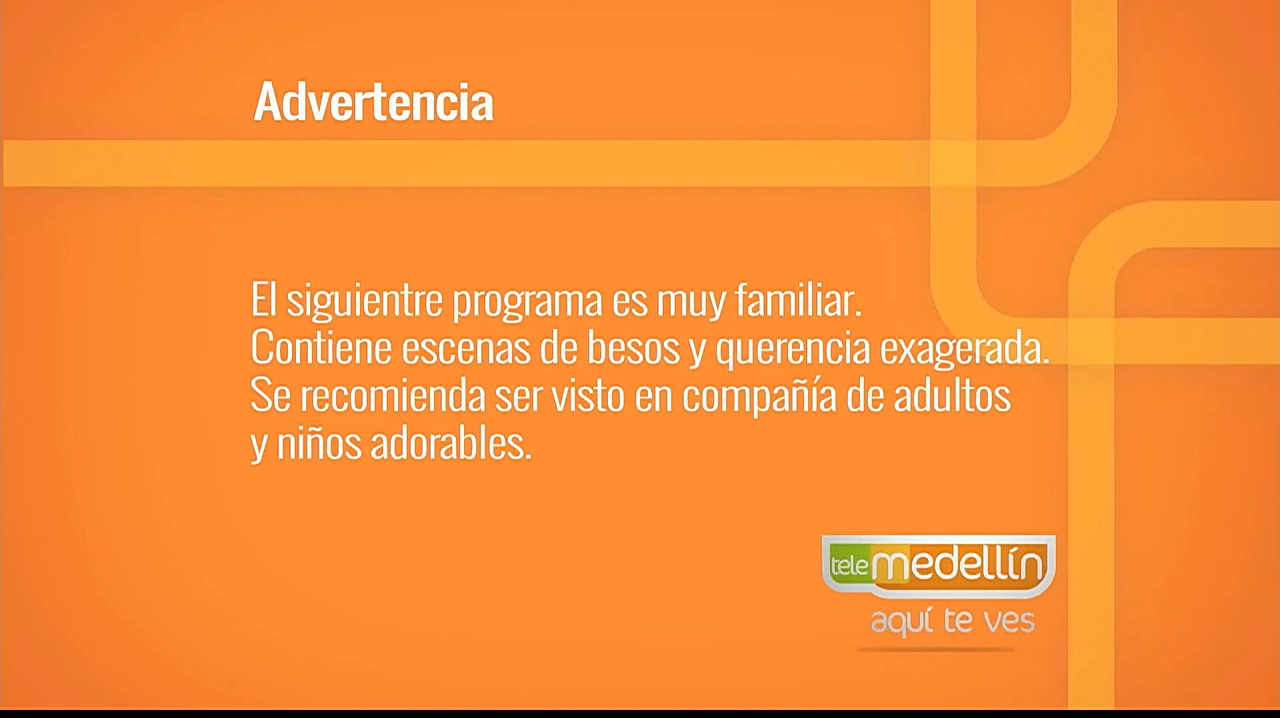 Advertencia
El siguientre programa es muy familiar.
Contiene escenas de besos y querencia exagerada.
Se recomienda ser visto en compañía de adultos
y niños adorables.
tele medellín
aquí te ves